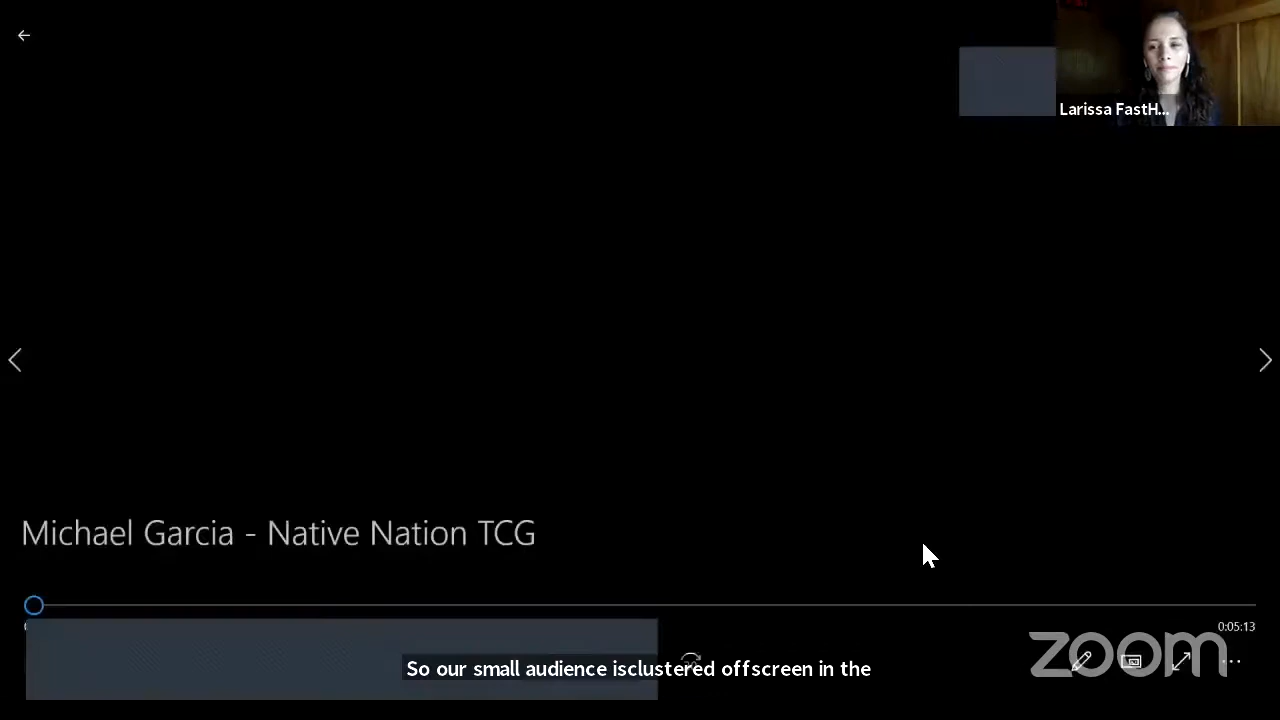 Larissa FastH...
Michael Garcia - Native Nation TCG
0:05:13
zoom
So our small audience isclustered offscreen in the